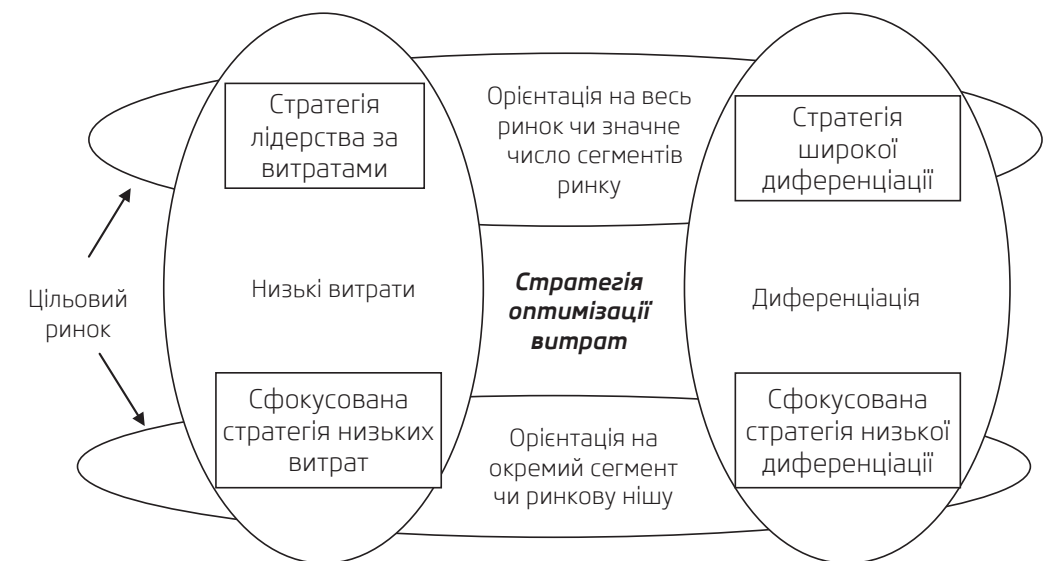 Стратегія
лідерства за
витратами
Орієнтація на весь
ринок чи значне
число сегментів
ринку
Стратегія
широкої
диференціації
Цільовий
ринок
Низькі витрати
Стратегія
оптимізації
витрат
Диференціація
Сфокусована
стратегія низьких
витрат
Орієнтація на
окремий сегмент
чи ринкову нішу
Сфокусована
стратегія низької
диференціації